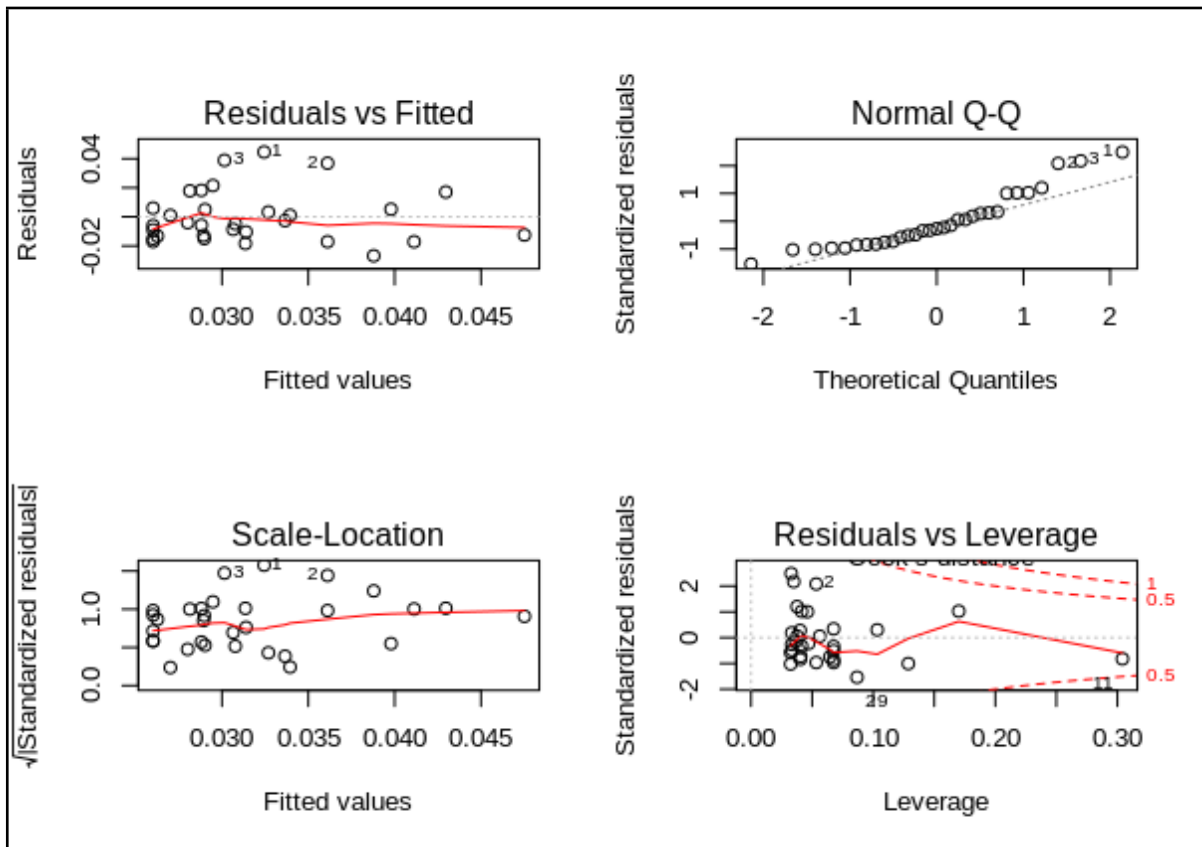 Residuals vs Fitted
Residuals
0.04
-0.02
3
1
2
0.030 0.035 0.040 0.045
Fitted values
Normal Q-Q
Standardized residuals
1
-1
2
3
1
-2 -1 0 1 2
Theoretical Quantiles
Scale-Location
√|Standardized residuals|
1.0
0.0
3
1
2
0.030 0.035 0.040 0.045
Fitted values
Residuals vs Leverage
Standardized residuals
2
0
-2
Cook's distance
2
29
11
1
0.5
0.5
0.00 0.10 0.20 0.30
Leverage